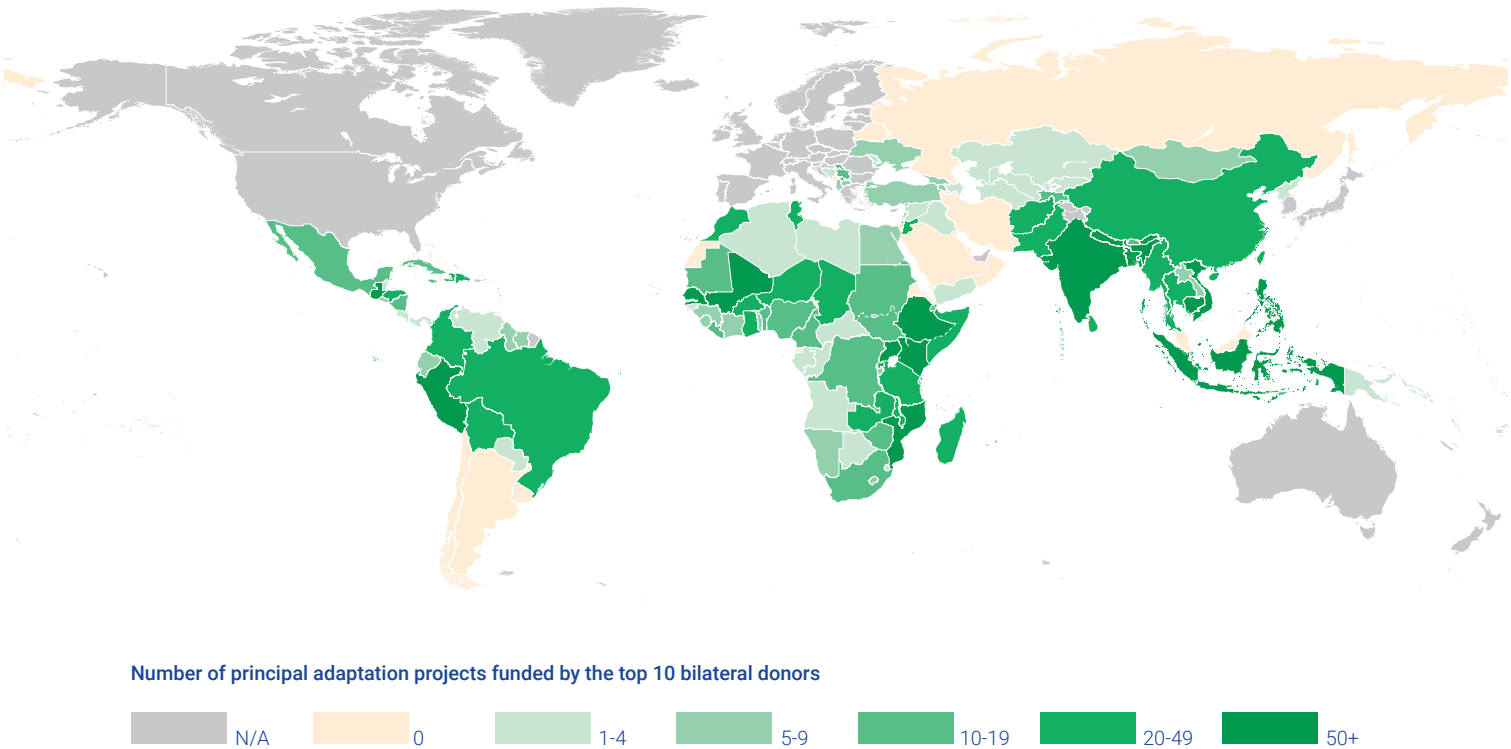 Number of principal adaptation projects funded by the top 10 bilateral donors
N/A 0 1-4 5-9 10-19 20-49 50+